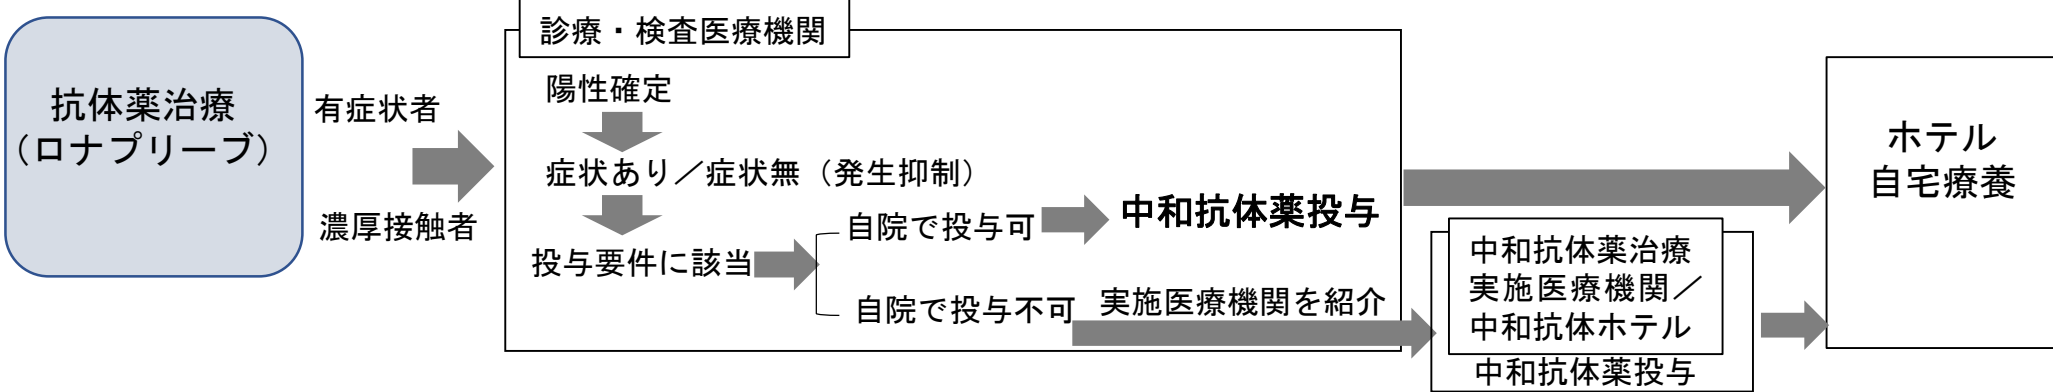 抗体薬治療
（ロナプリーブ）
有症状者
濃厚接触者
診療・検査医療機関
陽性確定
症状あり／症状無（発生抑制）
投与要件に該当
自院で投与可
中和抗体薬投与
自院で投与不可
実施医療機関を紹介
中和抗体薬治療
実施医療機関／
中和抗体ホテル
中和抗体薬投与
ホテル
自宅療養